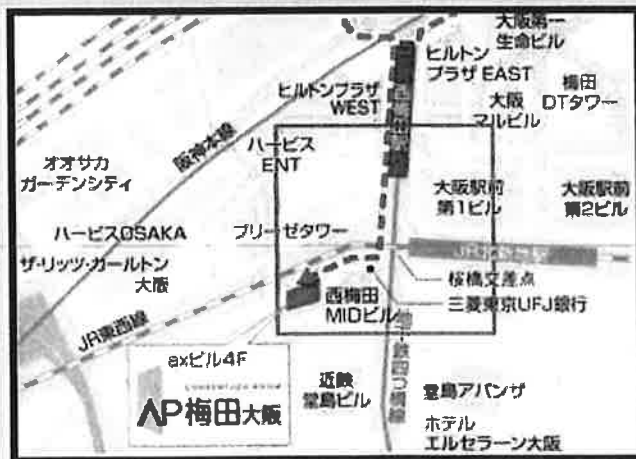 大阪第一
生命ビル
ヒルトン
プラザ EAST
ヒルトンプラザ
WEST
梅田
DTタワー
大阪
マルビル
阪神本線
ハービス
ENT
オオサカ
ガーデンシティ
大阪駅前
第1ビル
大阪駅前
第2ビル
ハービスOSAKA
ブリーゼタワー
ザ・リッツ・カールトン
大阪
桜橋交差点
三菱東京UFJ銀行
西梅田
MIDビル
JR東西線
axビル4F
AP梅田大阪
地下鉄四つ橋線
近鉄
堂島ビル
堂島アバンザ
ホテル
エルセラーン大阪